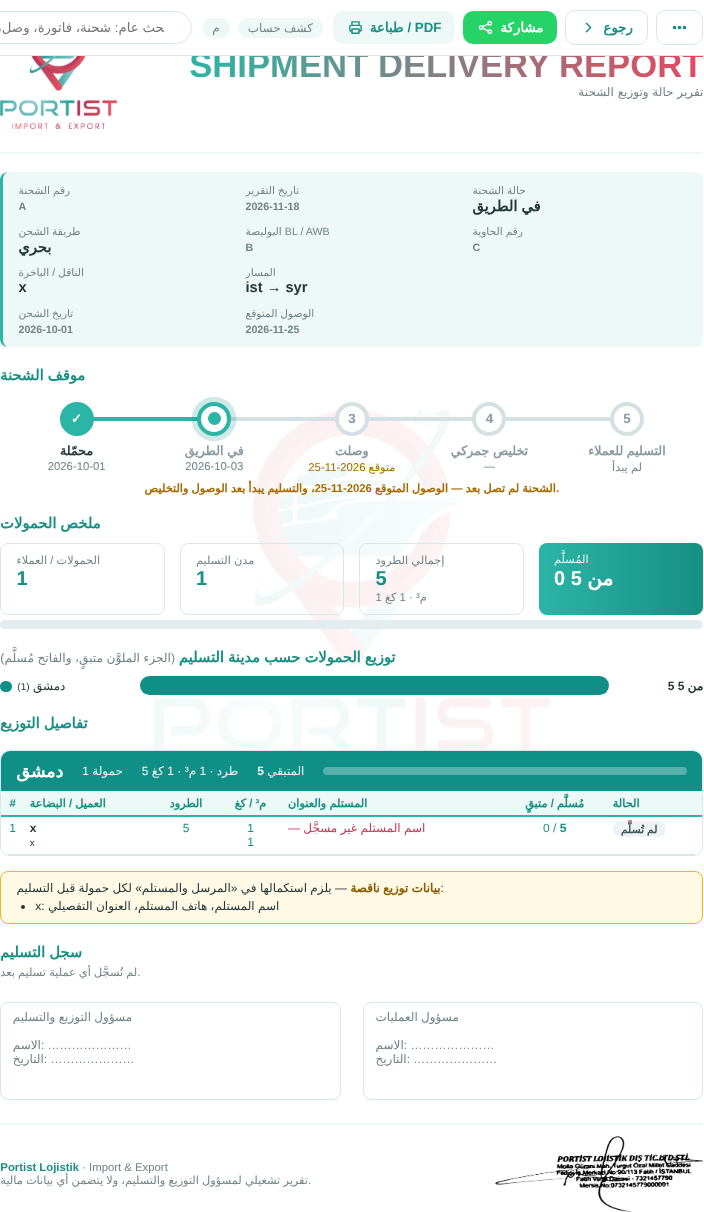 حث عام: شحنة، فاتورة، وصل،
م
كشف حساب
طباعة / PDF
مشاركة
رجوع
SHIPMENT DELIVERY REPORT
تقرير حالة وتوزيع الشحنة
PORTIST
IMPORT & EXPORT
رقم الشحنة
A
تاريخ التقرير
2026-11-18
حالة الشحنة
في الطريق
طريقة الشحن
بحري
البوليصة BL / AWB
B
رقم الحاوية
C
الناقل / الباخرة
x
المسار
ist → syr
تاريخ الشحن
2026-10-01
الوصول المتوقع
2026-11-25
موقف الشحنة
✓
3
4
5
محمّلة
في الطريق
وصلت
تخليص جمركي
التسليم للعملاء
2026-10-01
2026-10-03
متوقع 2026-11-25
—
لم يبدأ
الشحنة لم تصل بعد — الوصول المتوقع 2026-11-25، والتسليم يبدأ بعد الوصول والتخليص.
ملخص الحمولات
الحمولات / العملاء
1
مدن التسليم
1
إجمالي الطرود
5
1 م³ · 1 كغ
المُسلَّم
0 من 5
توزيع الحمولات حسب مدينة التسليم (الجزء الملوَّن متبقٍ، والفاتح مُسلَّم)
دمشق (1)
5 من 5
PORTIST
تفاصيل التوزيع
دمشق
1 حمولة
5 طرد · 1 م³ · 1 كغ
المتبقي 5
# العميل / البضاعة الطرود م³ / كغ المستلم والعنوان مُسلَّم / متبقٍ الحالة
1 x 5 1 — اسم المستلم غير مسجَّل 0 / 5 لم تُسلَّم
x 1
بيانات توزيع ناقصة — يلزم استكمالها في «المرسل والمستلم» لكل حمولة قبل التسليم:
• x: اسم المستلم، هاتف المستلم، العنوان التفصيلي
سجل التسليم
لم تُسجَّل أي عملية تسليم بعد.
مسؤول التوزيع والتسليم
الاسم: …………………
التاريخ: …………………
مسؤول العمليات
الاسم: …………………
التاريخ: …………………
Portist Lojistik · Import & Export
تقرير تشغيلي لمسؤول التوزيع والتسليم، ولا يتضمن أي بيانات مالية.
PORTİST LOJİSTİK DIŞ TİC.LTD.ŞTİ.